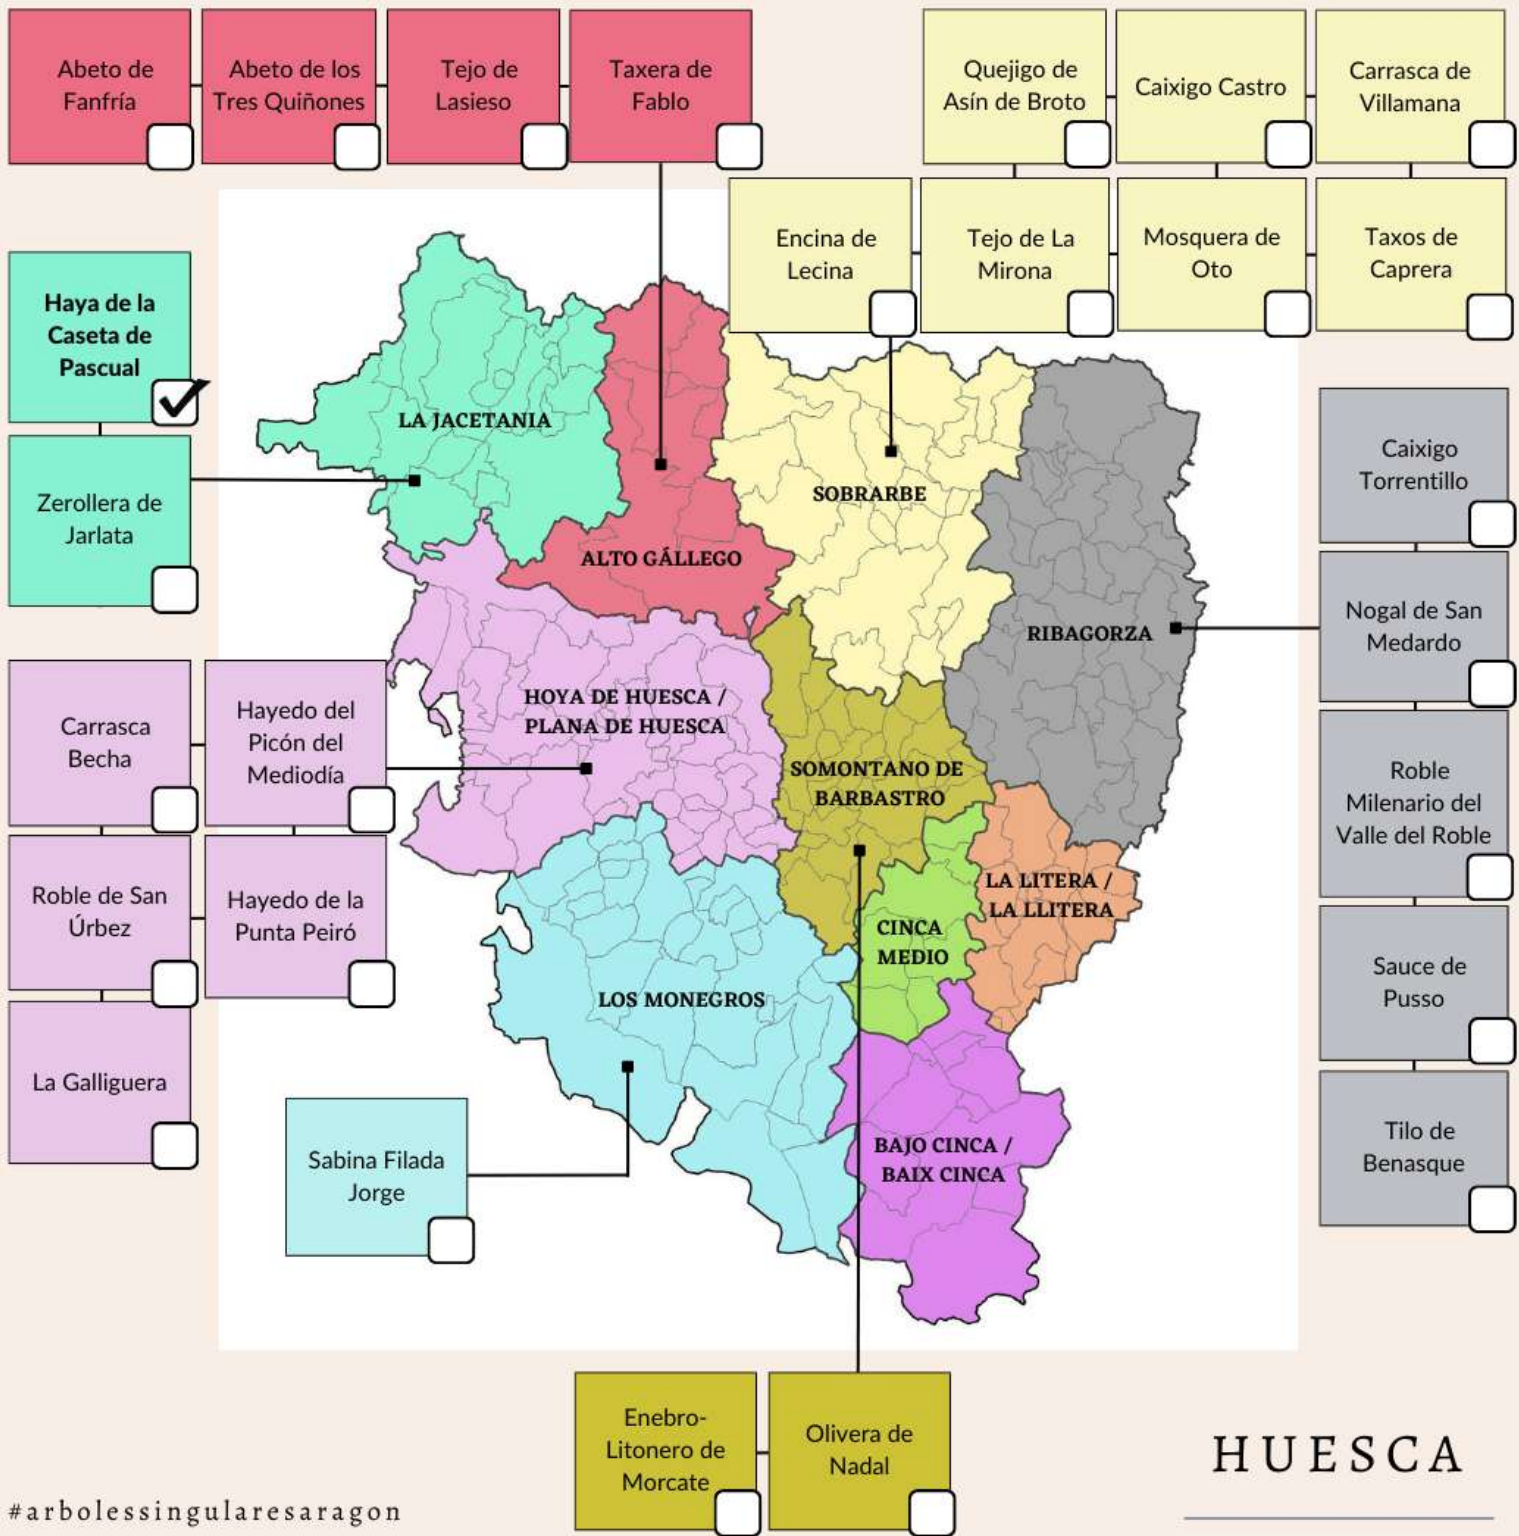 Abeto de
Fanfría
Abeto de los
Tres Quiñones
Tejo de
Lasieso
Taxera de
Fablo
Quejigo de
Asín de Broto
Caixigo Castro
Carrasca de
Villamana
Encina de
Lecina
Tejo de La
Mirona
Mosquera de
Oto
Taxos de
Caprera
Haya de la
Caseta de
Pascual
Zerollera de
Jarlata
LA JACETANIA
ALTO GÁLLEGO
SOBRARBE
RIBAGORZA
Caixigo
Torrentillo
Nogal de San
Medardo
Roble
Milenario del
Valle del Roble
Sauce de
Pusso
Tilo de
Benasque
Carrasca
Becha
Hayedo del
Picón del
Mediodía
Roble de San
Úrbez
Hayedo de la
Punta Peiró
La Galliguera
HOYA DE HUESCA /
PLANA DE HUESCA
SOMONTANO DE
BARBASTRO
LA LITERA /
LA LLITERA
CINCA
MEDIO
LOS MONEGROS
BAJO CINCA /
BAIX CINCA
Sabina Filada
Jorge
Enebro-
Litonero de
Morcate
Olivera de
Nadal
HUESCA
#arbolessingularesaragon